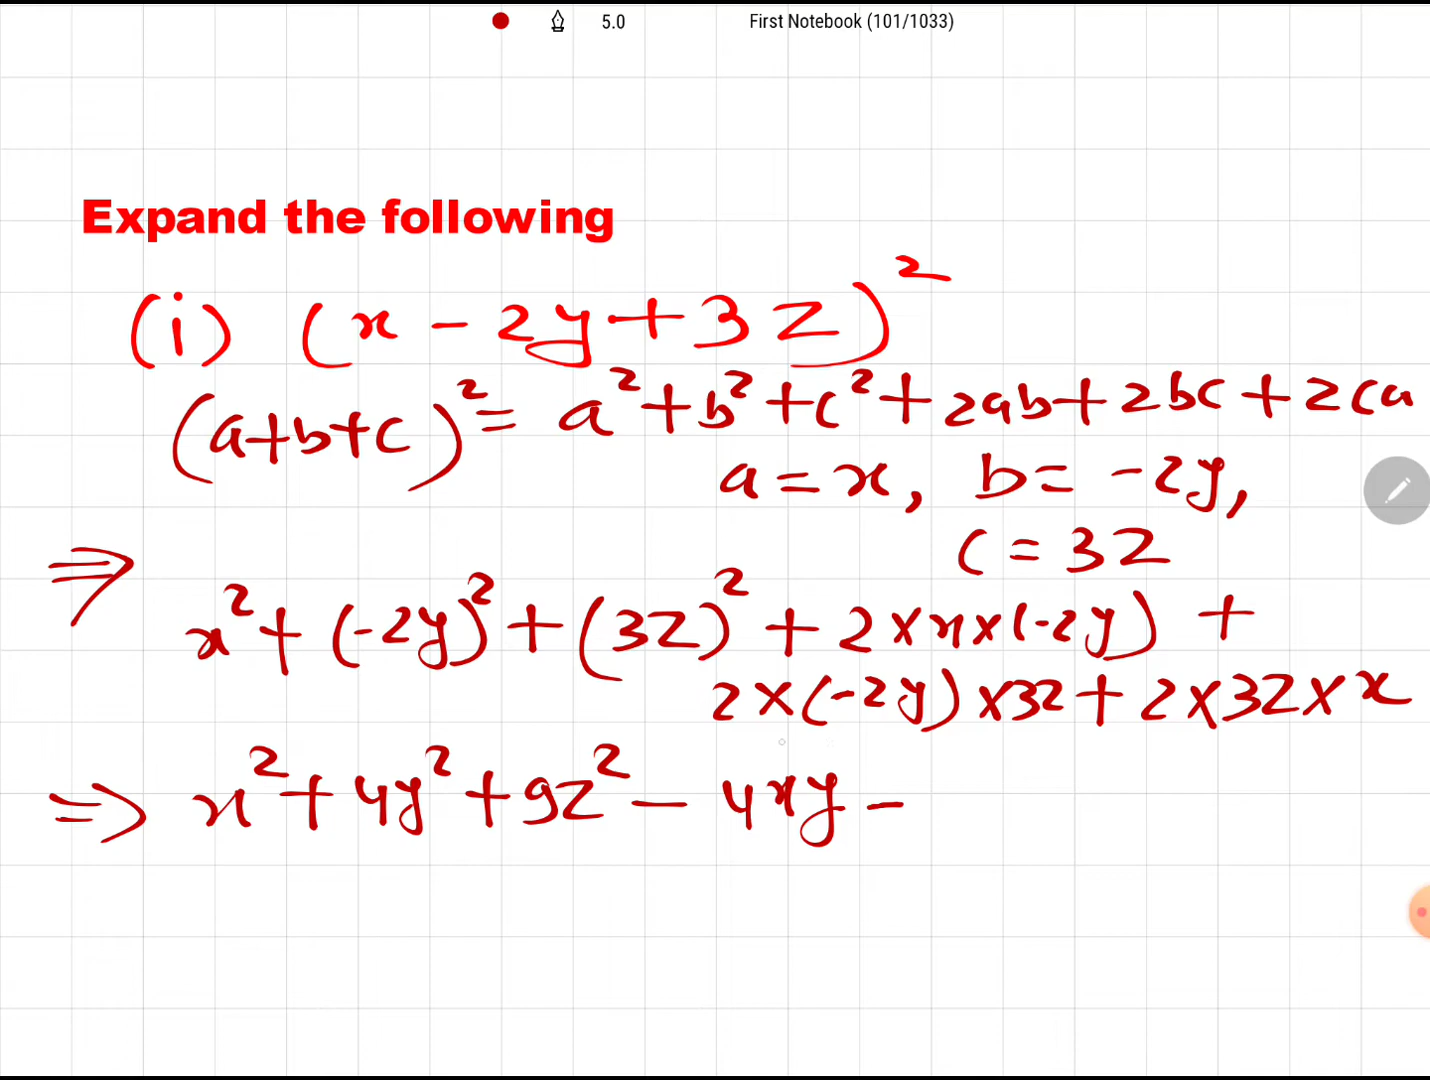 5.0 First Notebook (101/1033)
Expand the following
(i) (x - 2y + 3z)²
(a+b+c)² = a² + b² + c² + 2ab + 2bc + 2ca
a = x, b = -2y,
c = 3z
⇒
x² + (-2y)² + (3z)² + 2 × x × (-2y) +
2 × (-2y) × 3z + 2 × 3z × x
⇒ x² + 4y² + 9z² - 4xy -